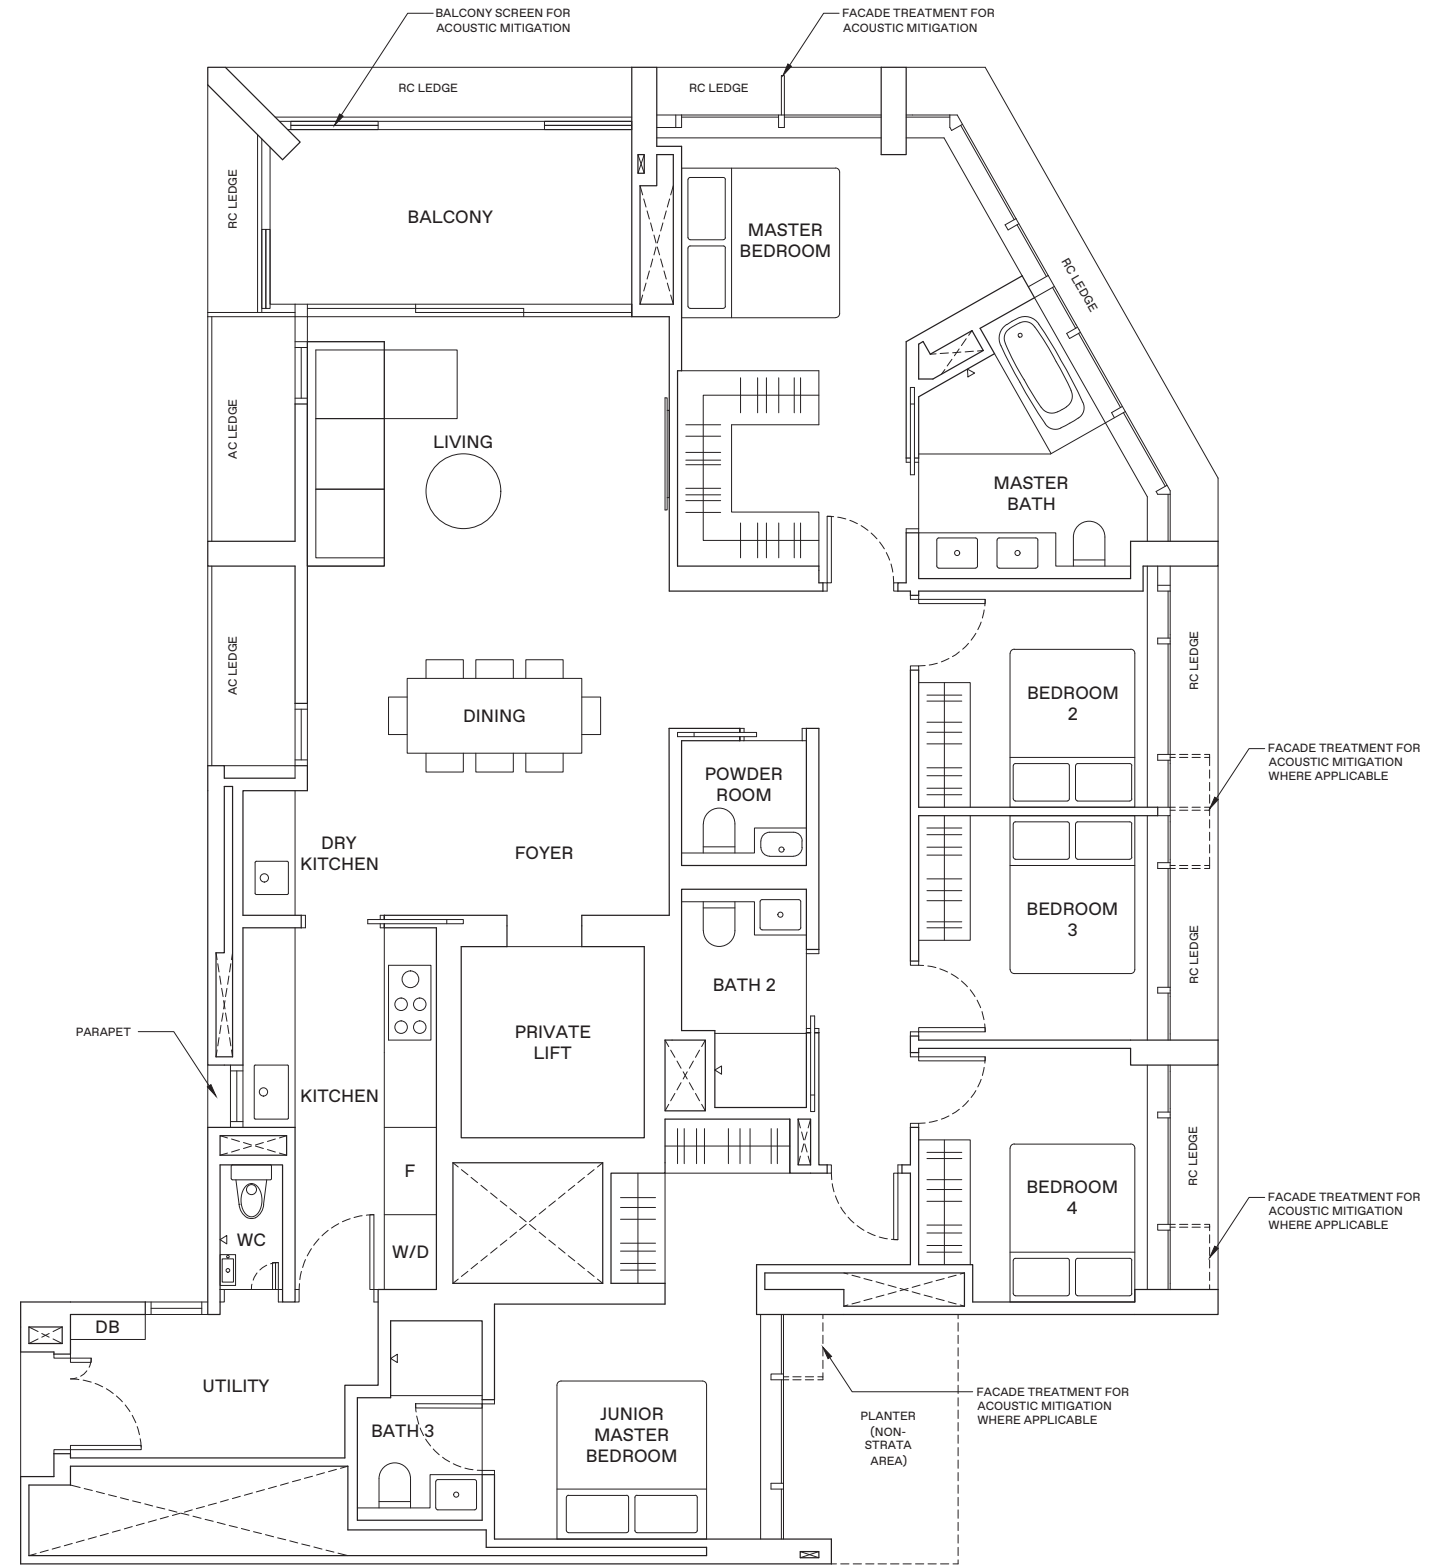 BALCONY SCREEN FOR
ACOUSTIC MITIGATION
FACADE TREATMENT FOR
ACOUSTIC MITIGATION
RC LEDGE
RC LEDGE
RC LEDGE
BALCONY
MASTER
BEDROOM
RC LEDGE
AC LEDGE
LIVING
MASTER
BATH
AC LEDGE
RC LEDGE
BEDROOM
2
DINING
FACADE TREATMENT FOR
ACOUSTIC MITIGATION
WHERE APPLICABLE
POWDER
ROOM
DRY
KITCHEN
FOYER
BEDROOM
3
RC LEDGE
BATH 2
PARAPET
PRIVATE
LIFT
KITCHEN
RC LEDGE
F
BEDROOM
4
FACADE TREATMENT FOR
ACOUSTIC MITIGATION
WHERE APPLICABLE
WC
W/D
DB
UTILITY
FACADE TREATMENT FOR
ACOUSTIC MITIGATION
WHERE APPLICABLE
BATH 3
JUNIOR
MASTER
BEDROOM
PLANTER
(NON-
STRATA
AREA)